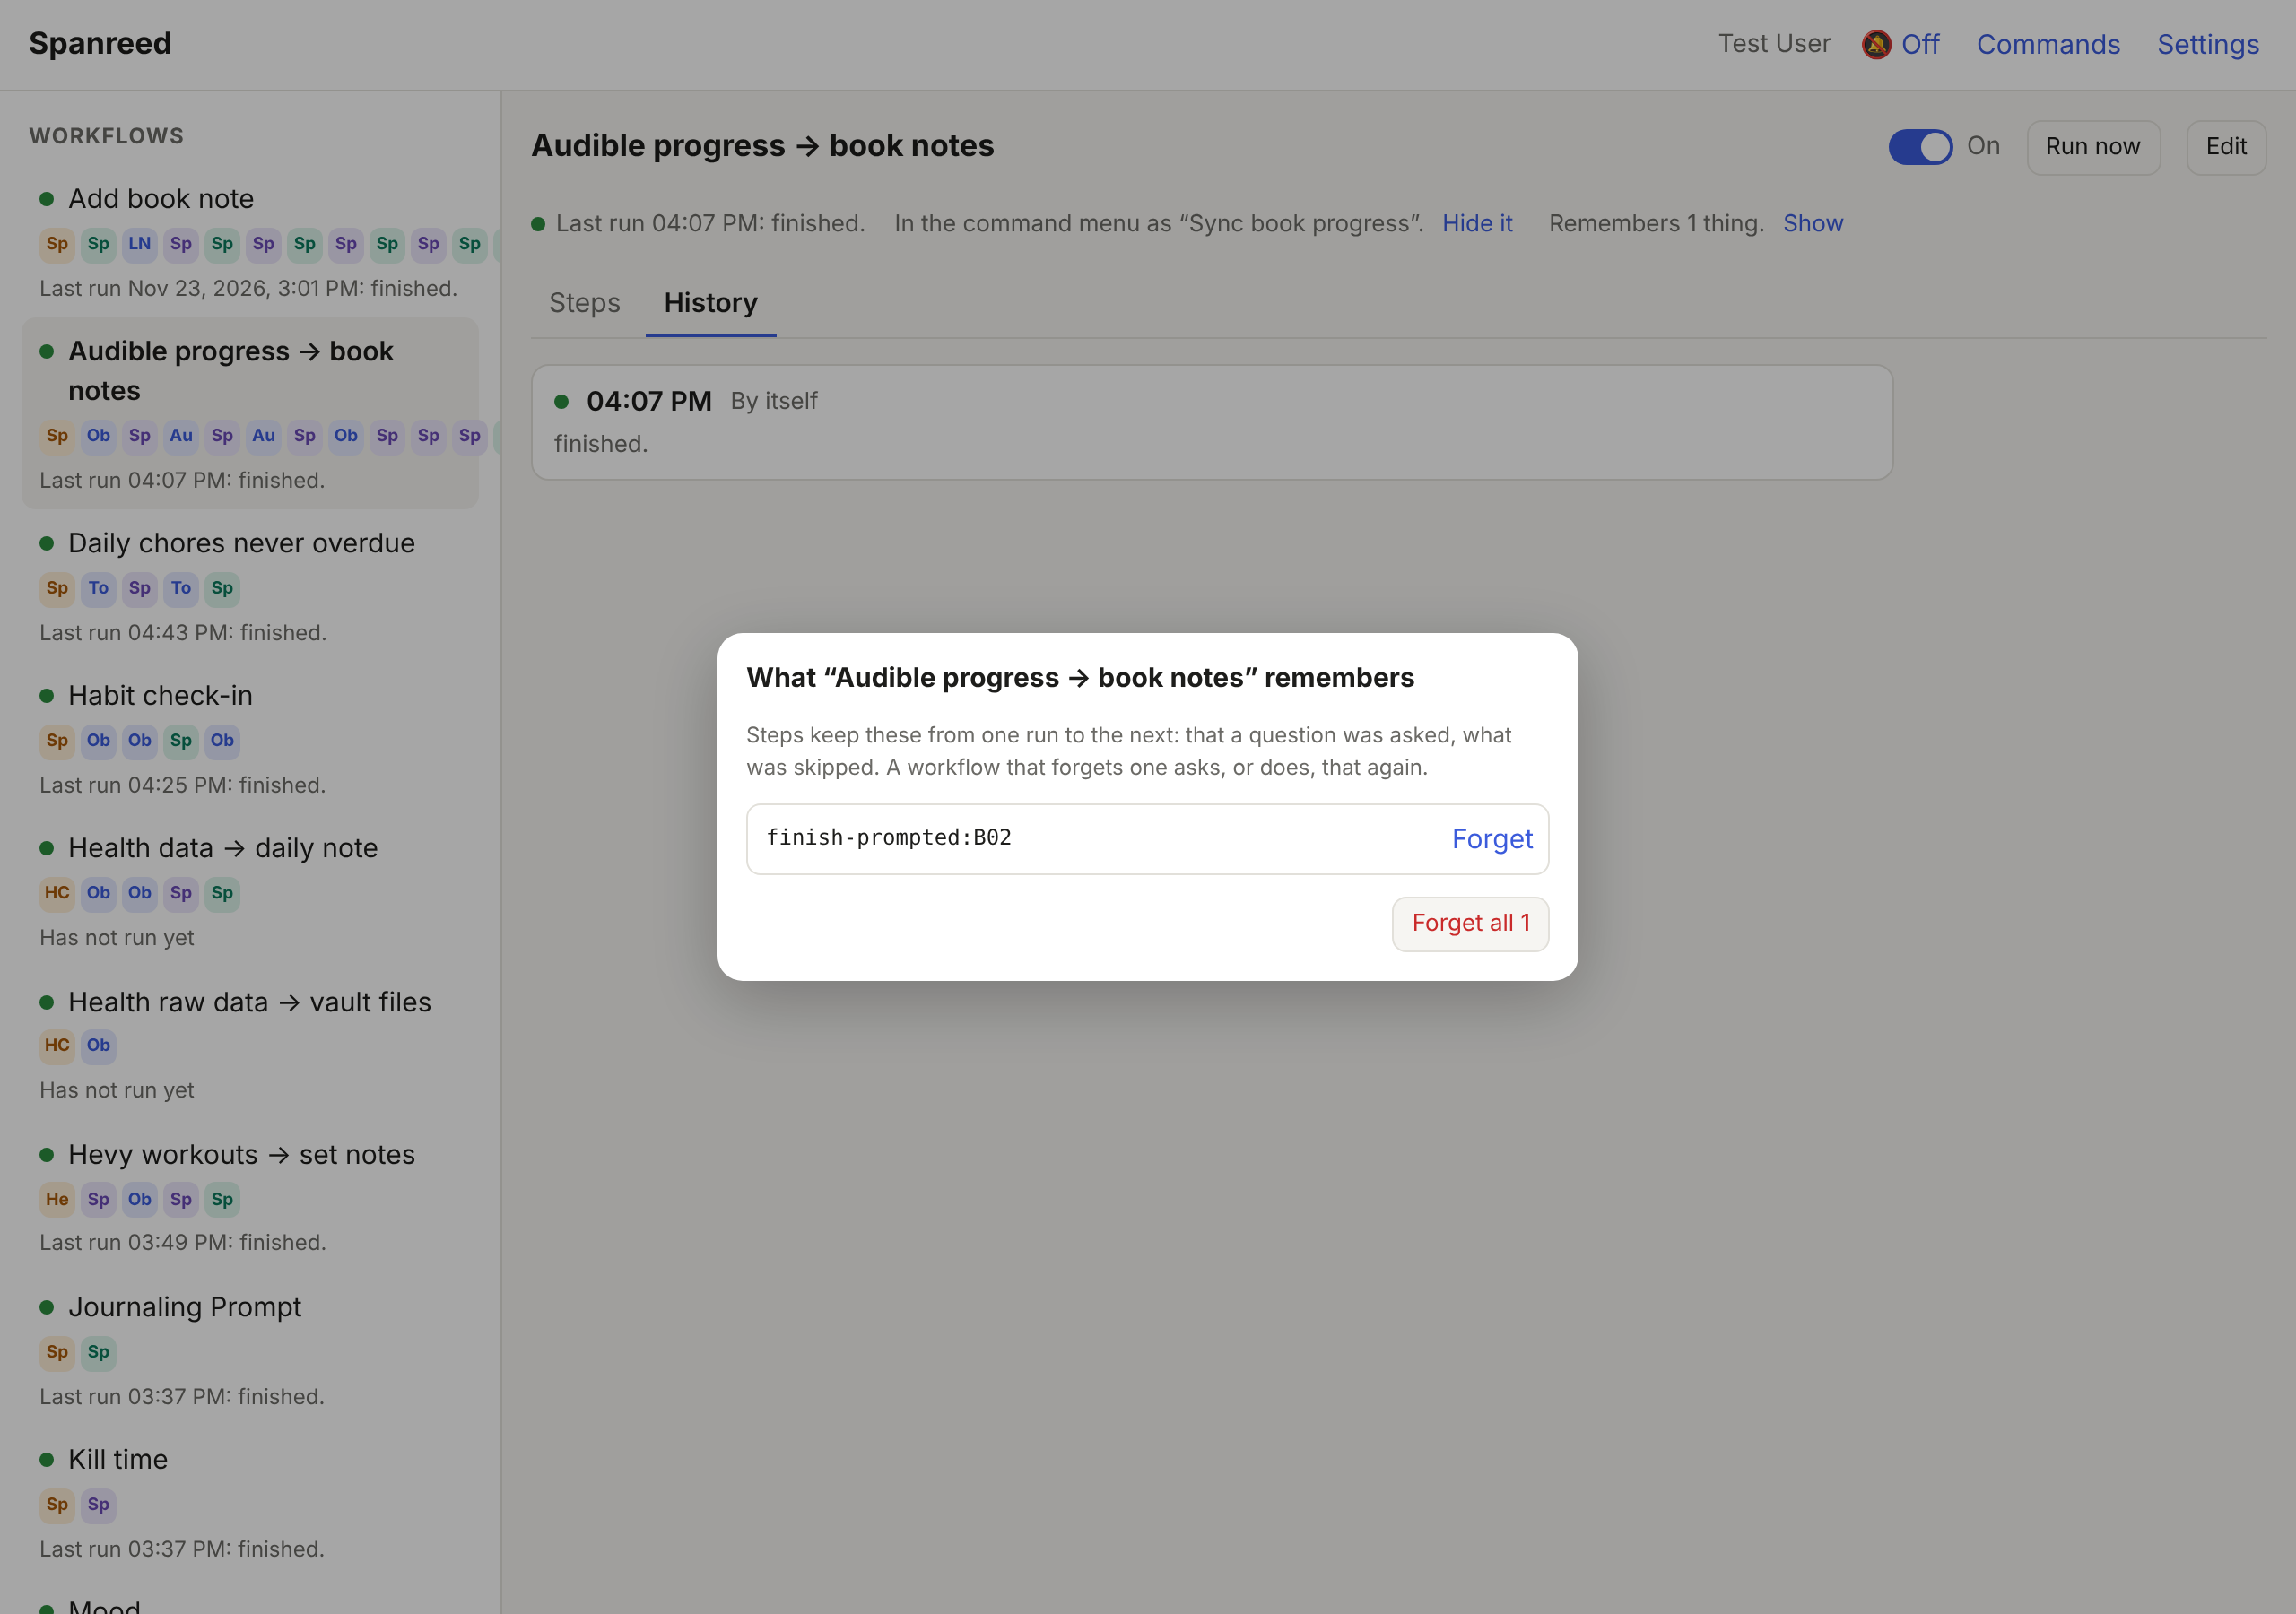 Spanreed
Test User
Off
Commands
Settings
WORKFLOWS
Add book note
Sp Sp LN Sp Sp Sp Sp Sp Sp Sp Sp
Last run Nov 23, 2026, 3:01 PM: finished.
Audible progress → book
notes
Sp Ob Sp Au Sp Au Sp Ob Sp Sp Sp
Last run 04:07 PM: finished.
Daily chores never overdue
Sp To Sp To Sp
Last run 04:43 PM: finished.
Habit check-in
Sp Ob Ob Sp Ob
Last run 04:25 PM: finished.
Health data → daily note
HC Ob Ob Sp Sp
Has not run yet
Health raw data → vault files
HC Ob
Has not run yet
Hevy workouts → set notes
He Sp Ob Sp Sp
Last run 03:49 PM: finished.
Journaling Prompt
Sp Sp
Last run 03:37 PM: finished.
Kill time
Sp Sp
Last run 03:37 PM: finished.
Mood
Audible progress → book notes
On
Run now
Edit
Last run 04:07 PM: finished.
In the command menu as “Sync book progress”. Hide it
Remembers 1 thing. Show
Steps
History
04:07 PM By itself
finished.
What “Audible progress → book notes” remembers
Steps keep these from one run to the next: that a question was asked, what
was skipped. A workflow that forgets one asks, or does, that again.
finish-prompted:B02
Forget
Forget all 1